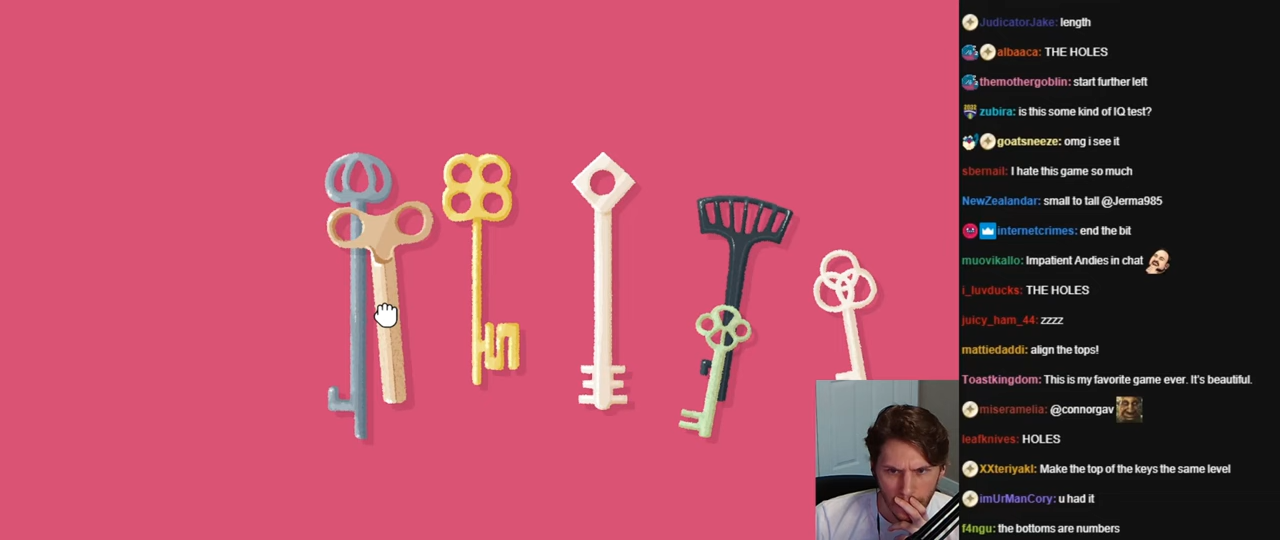 JudicatorJake: length
albaaca: THE HOLES
themothergoblin: start further left
zubira: is this some kind of IQ test?
goatsneeze: omg i see it
sbernail: I hate this game so much
NewZealandar: small to tall @Jerma985
internetcrimes: end the bit
muovikallo: Impatient Andies in chat
i_luvducks: THE HOLES
juicy_ham_44: zzzz
mattiedaddi: align the tops!
Toastkingdom: This is my favorite game ever. It's beautiful.
miseramelia: @connorgav
leafknives: HOLES
XXteriyakI: Make the top of the keys the same level
imUrManCory: u had it
f4ngu: the bottoms are numbers